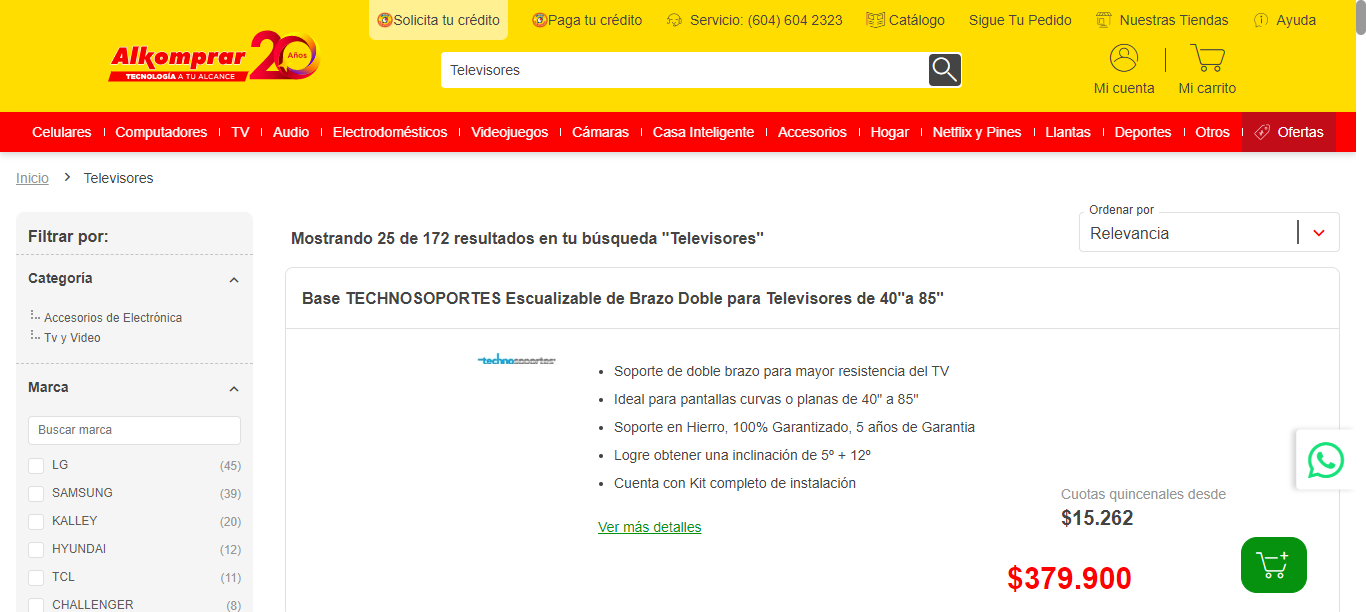 Solicita tu crédito
Paga tu crédito
Servicio: (604) 604 2323
Catálogo
Sigue Tu Pedido
Nuestras Tiendas
Ayuda
Alkomprar
TECNOLOGÍA A TU ALCANCE
20 Años
Televisores
Mi cuenta
Mi carrito
Celulares
Computadores
TV
Audio
Electrodomésticos
Videojuegos
Cámaras
Casa Inteligente
Accesorios
Hogar
Netflix y Pines
Llantas
Deportes
Otros
Ofertas
Inicio
Televisores
Filtrar por:
Categoría
Accesorios de Electrónica
Tv y Video
Marca
Buscar marca
LG (45)
SAMSUNG (39)
KALLEY (20)
HYUNDAI (12)
TCL (11)
CHALLENGER (8)
Mostrando 25 de 172 resultados en tu búsqueda "Televisores"
Ordenar por
Relevancia
Base TECHNOSOPORTES Escualizable de Brazo Doble para Televisores de 40"a 85"
technosoportes
Soporte de doble brazo para mayor resistencia del TV
Ideal para pantallas curvas o planas de 40" a 85"
Soporte en Hierro, 100% Garantizado, 5 años de Garantia
Logre obtener una inclinación de 5º + 12º
Cuenta con Kit completo de instalación
Ver más detalles
Cuotas quincenales desde
$15.262
$379.900